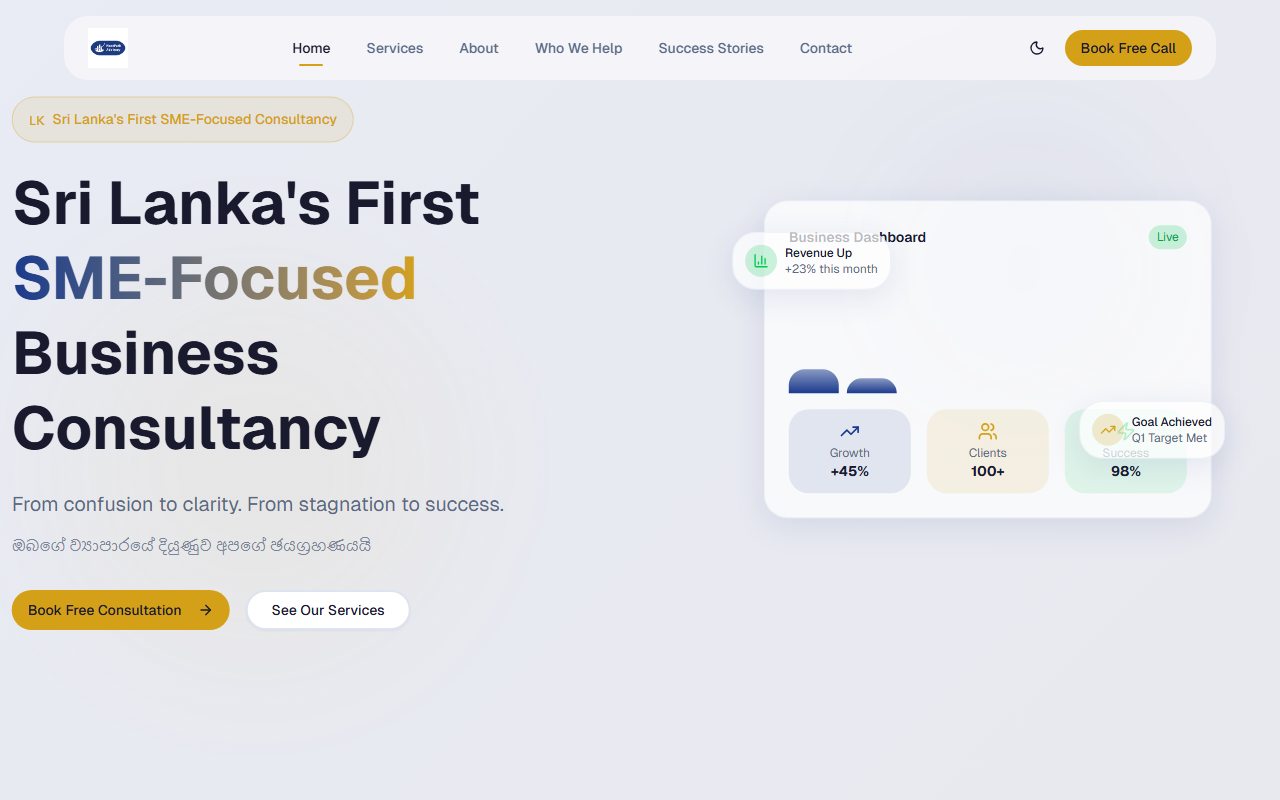 Home
Services
About
Who We Help
Success Stories
Contact
Book Free Call
LK Sri Lanka's First SME-Focused Consultancy
Sri Lanka's First
SME-Focused
Business
Consultancy
From confusion to clarity. From stagnation to success.
ඔබගේ ව්‍යාපාරයේ දියුණුව අපගේ ඡයග්‍රහණයයි
Book Free Consultation
See Our Services
Business Dashboard
Live
Revenue Up
+23% this month
Growth
+45%
Clients
100+
Goal Achieved
Q1 Target Met
Success
98%